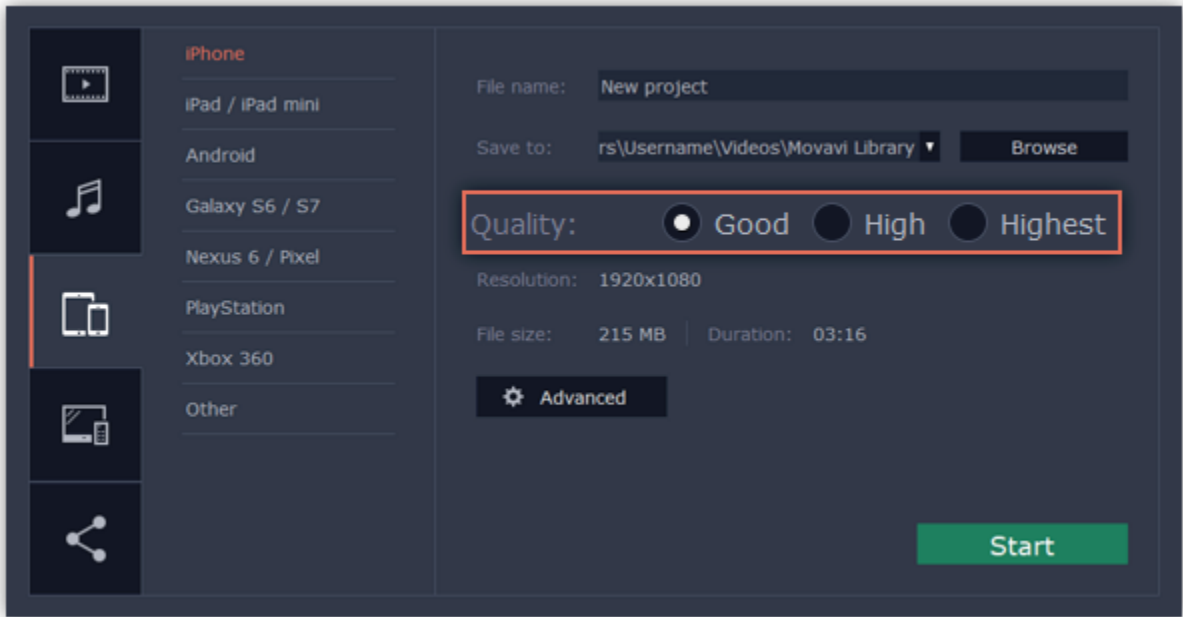 iPhone
iPad / iPad mini
Android
Galaxy S6 / S7
Nexus 6 / Pixel
PlayStation
Xbox 360
Other
File name: New project
Save to: rs\Username\Videos\Movavi Library Browse
Quality: Good High Highest
Resolution: 1920x1080
File size: 215 MB Duration: 03:16
Advanced
Start